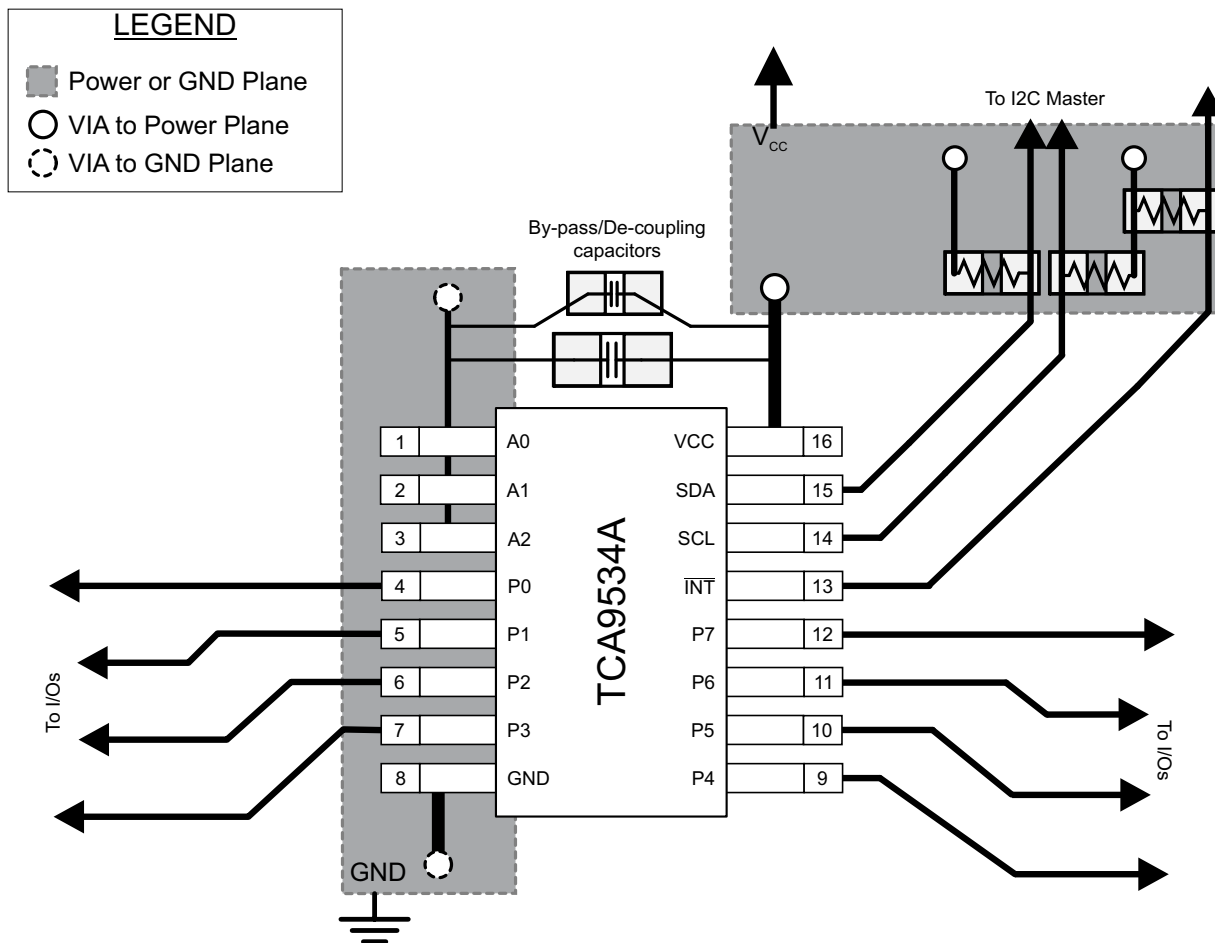 LEGEND
Power or GND Plane
VIA to Power Plane
VIA to GND Plane
To I2C Master
VCC
By-pass/De-coupling
capacitors
1 A0 VCC 16
2 A1 SDA 15
3 A2 SCL 14
4 P0 INT 13
5 P1 P7 12
6 P2 P6 11
7 P3 P5 10
8 GND P4 9
TCA9534A
To I/Os
To I/Os
GND